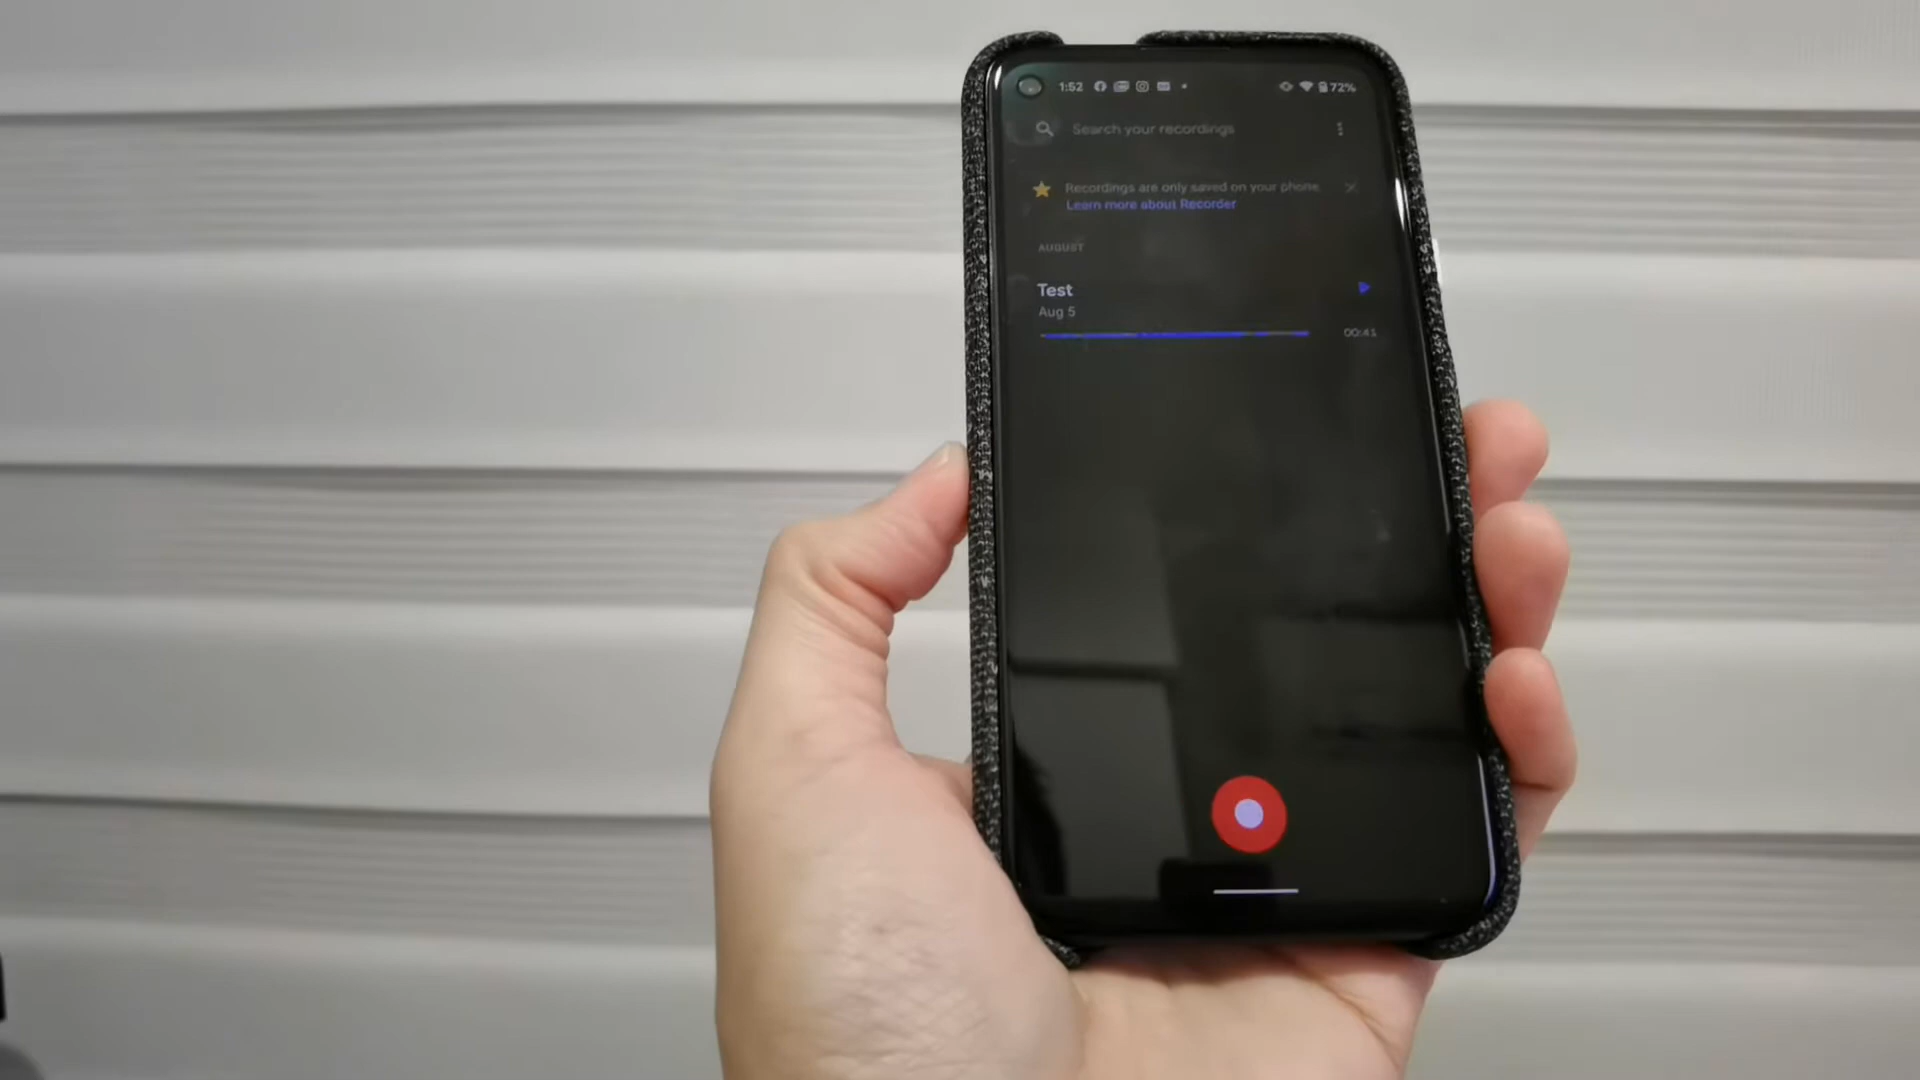 1:52 72%
Search your recordings
Recordings are only saved on your phone.
Learn more about Recorder
AUGUST
Test
Aug 5
00:41